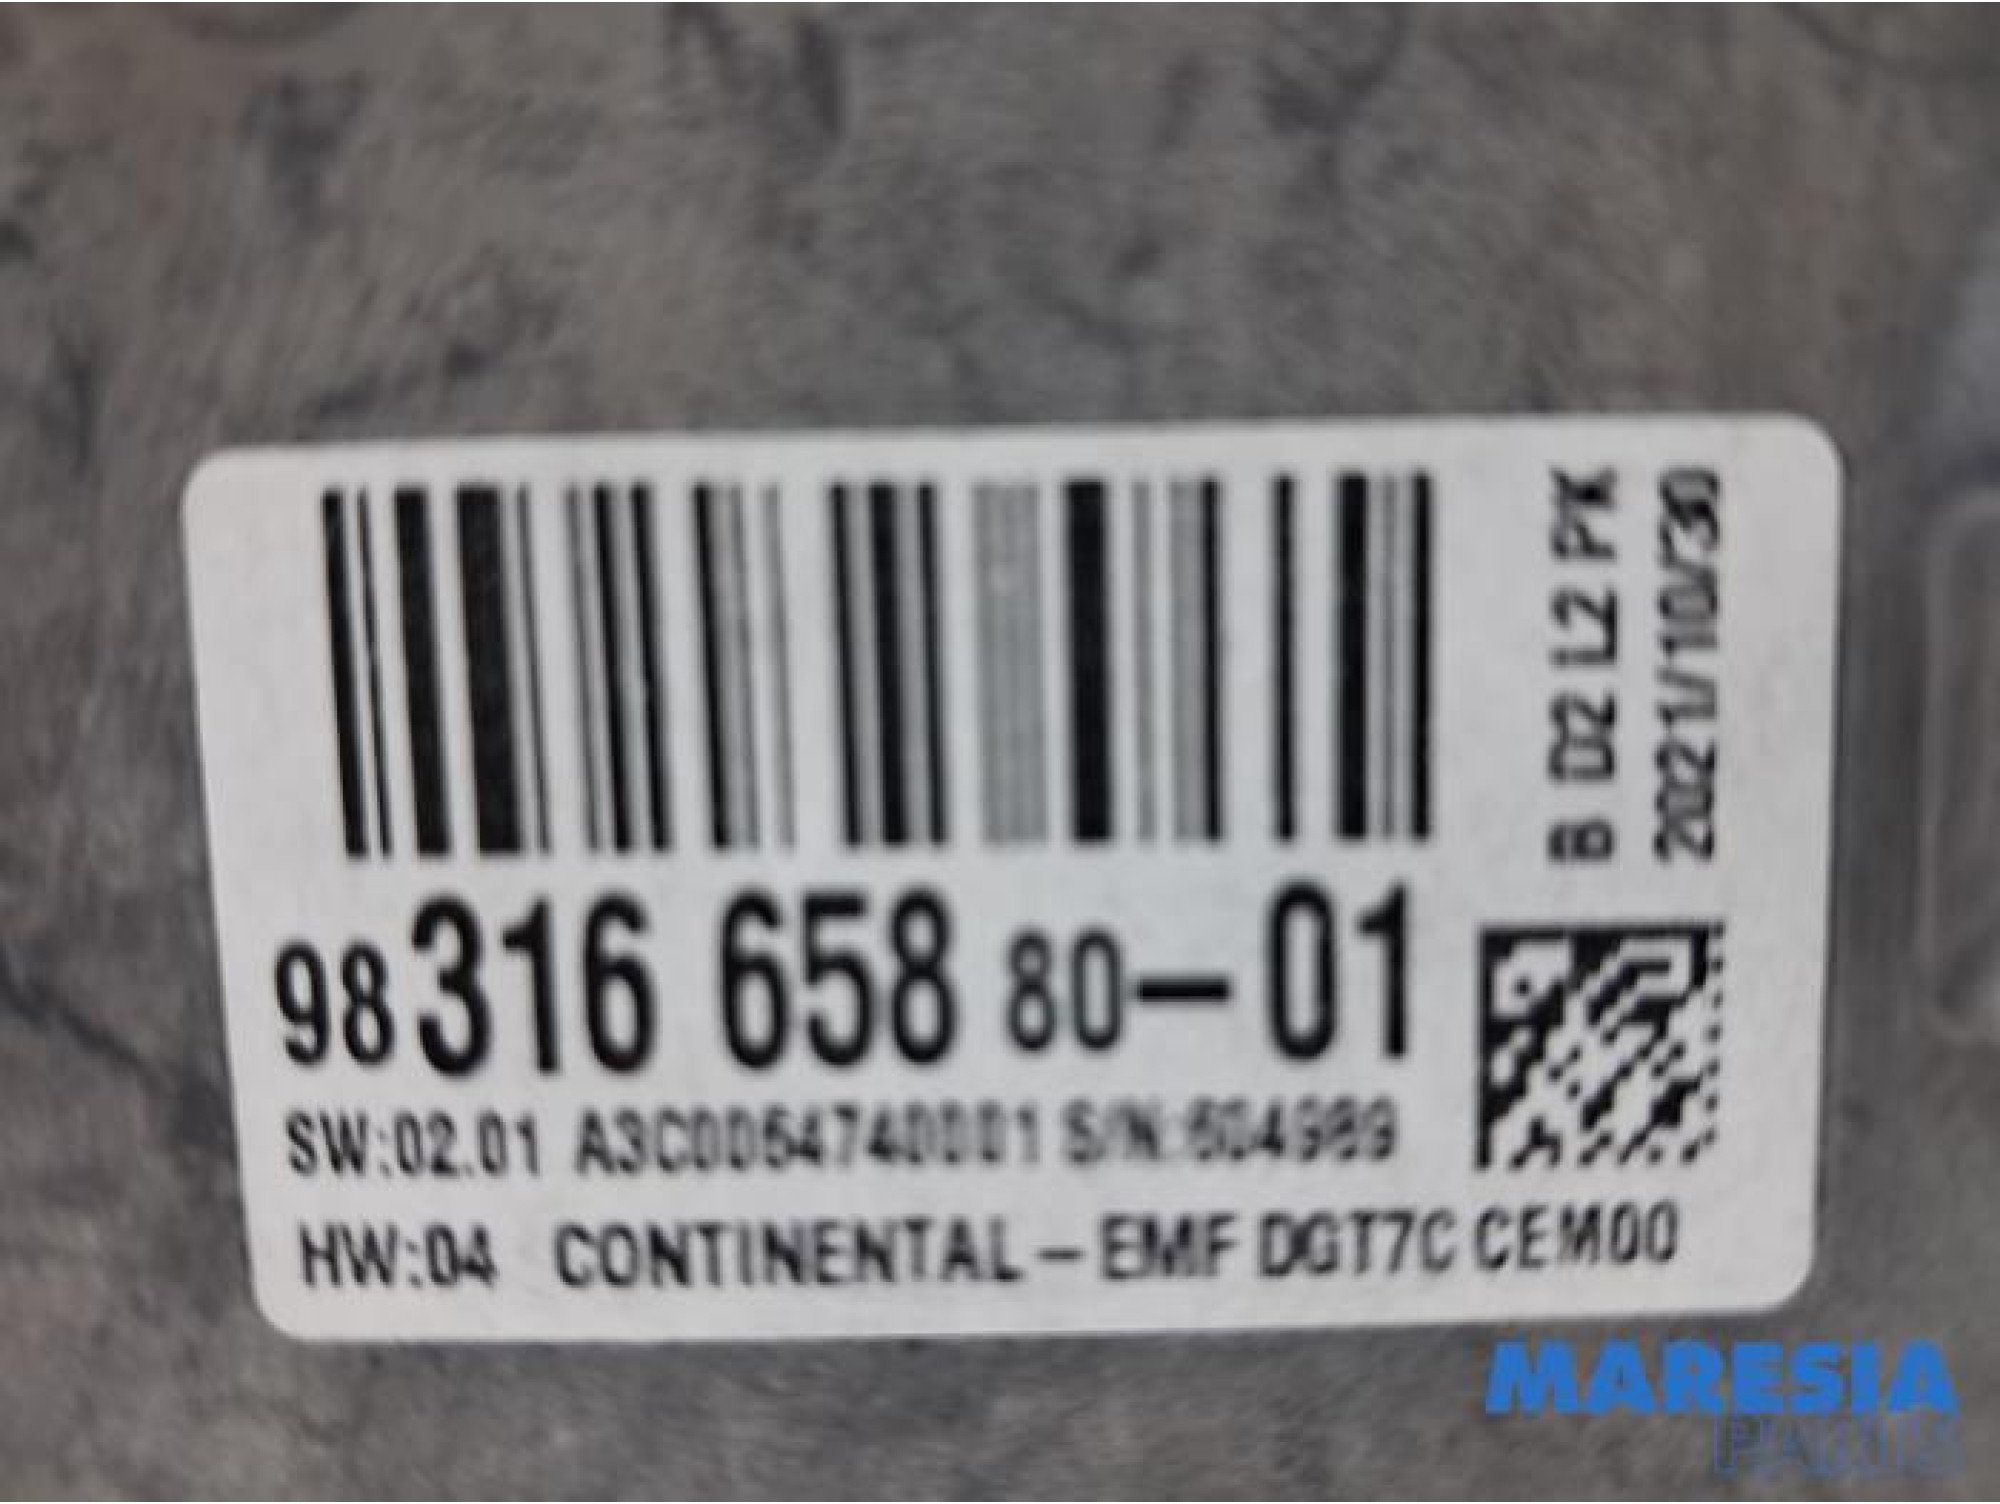 98 316 658 80-01
SW:02.01 A3C0054740001 S/N:604989
HW:04 CONTINENTAL-EMF DGT7C CEM00
B D2 L2 PK
2021/10/30
MARESIA
PARTS